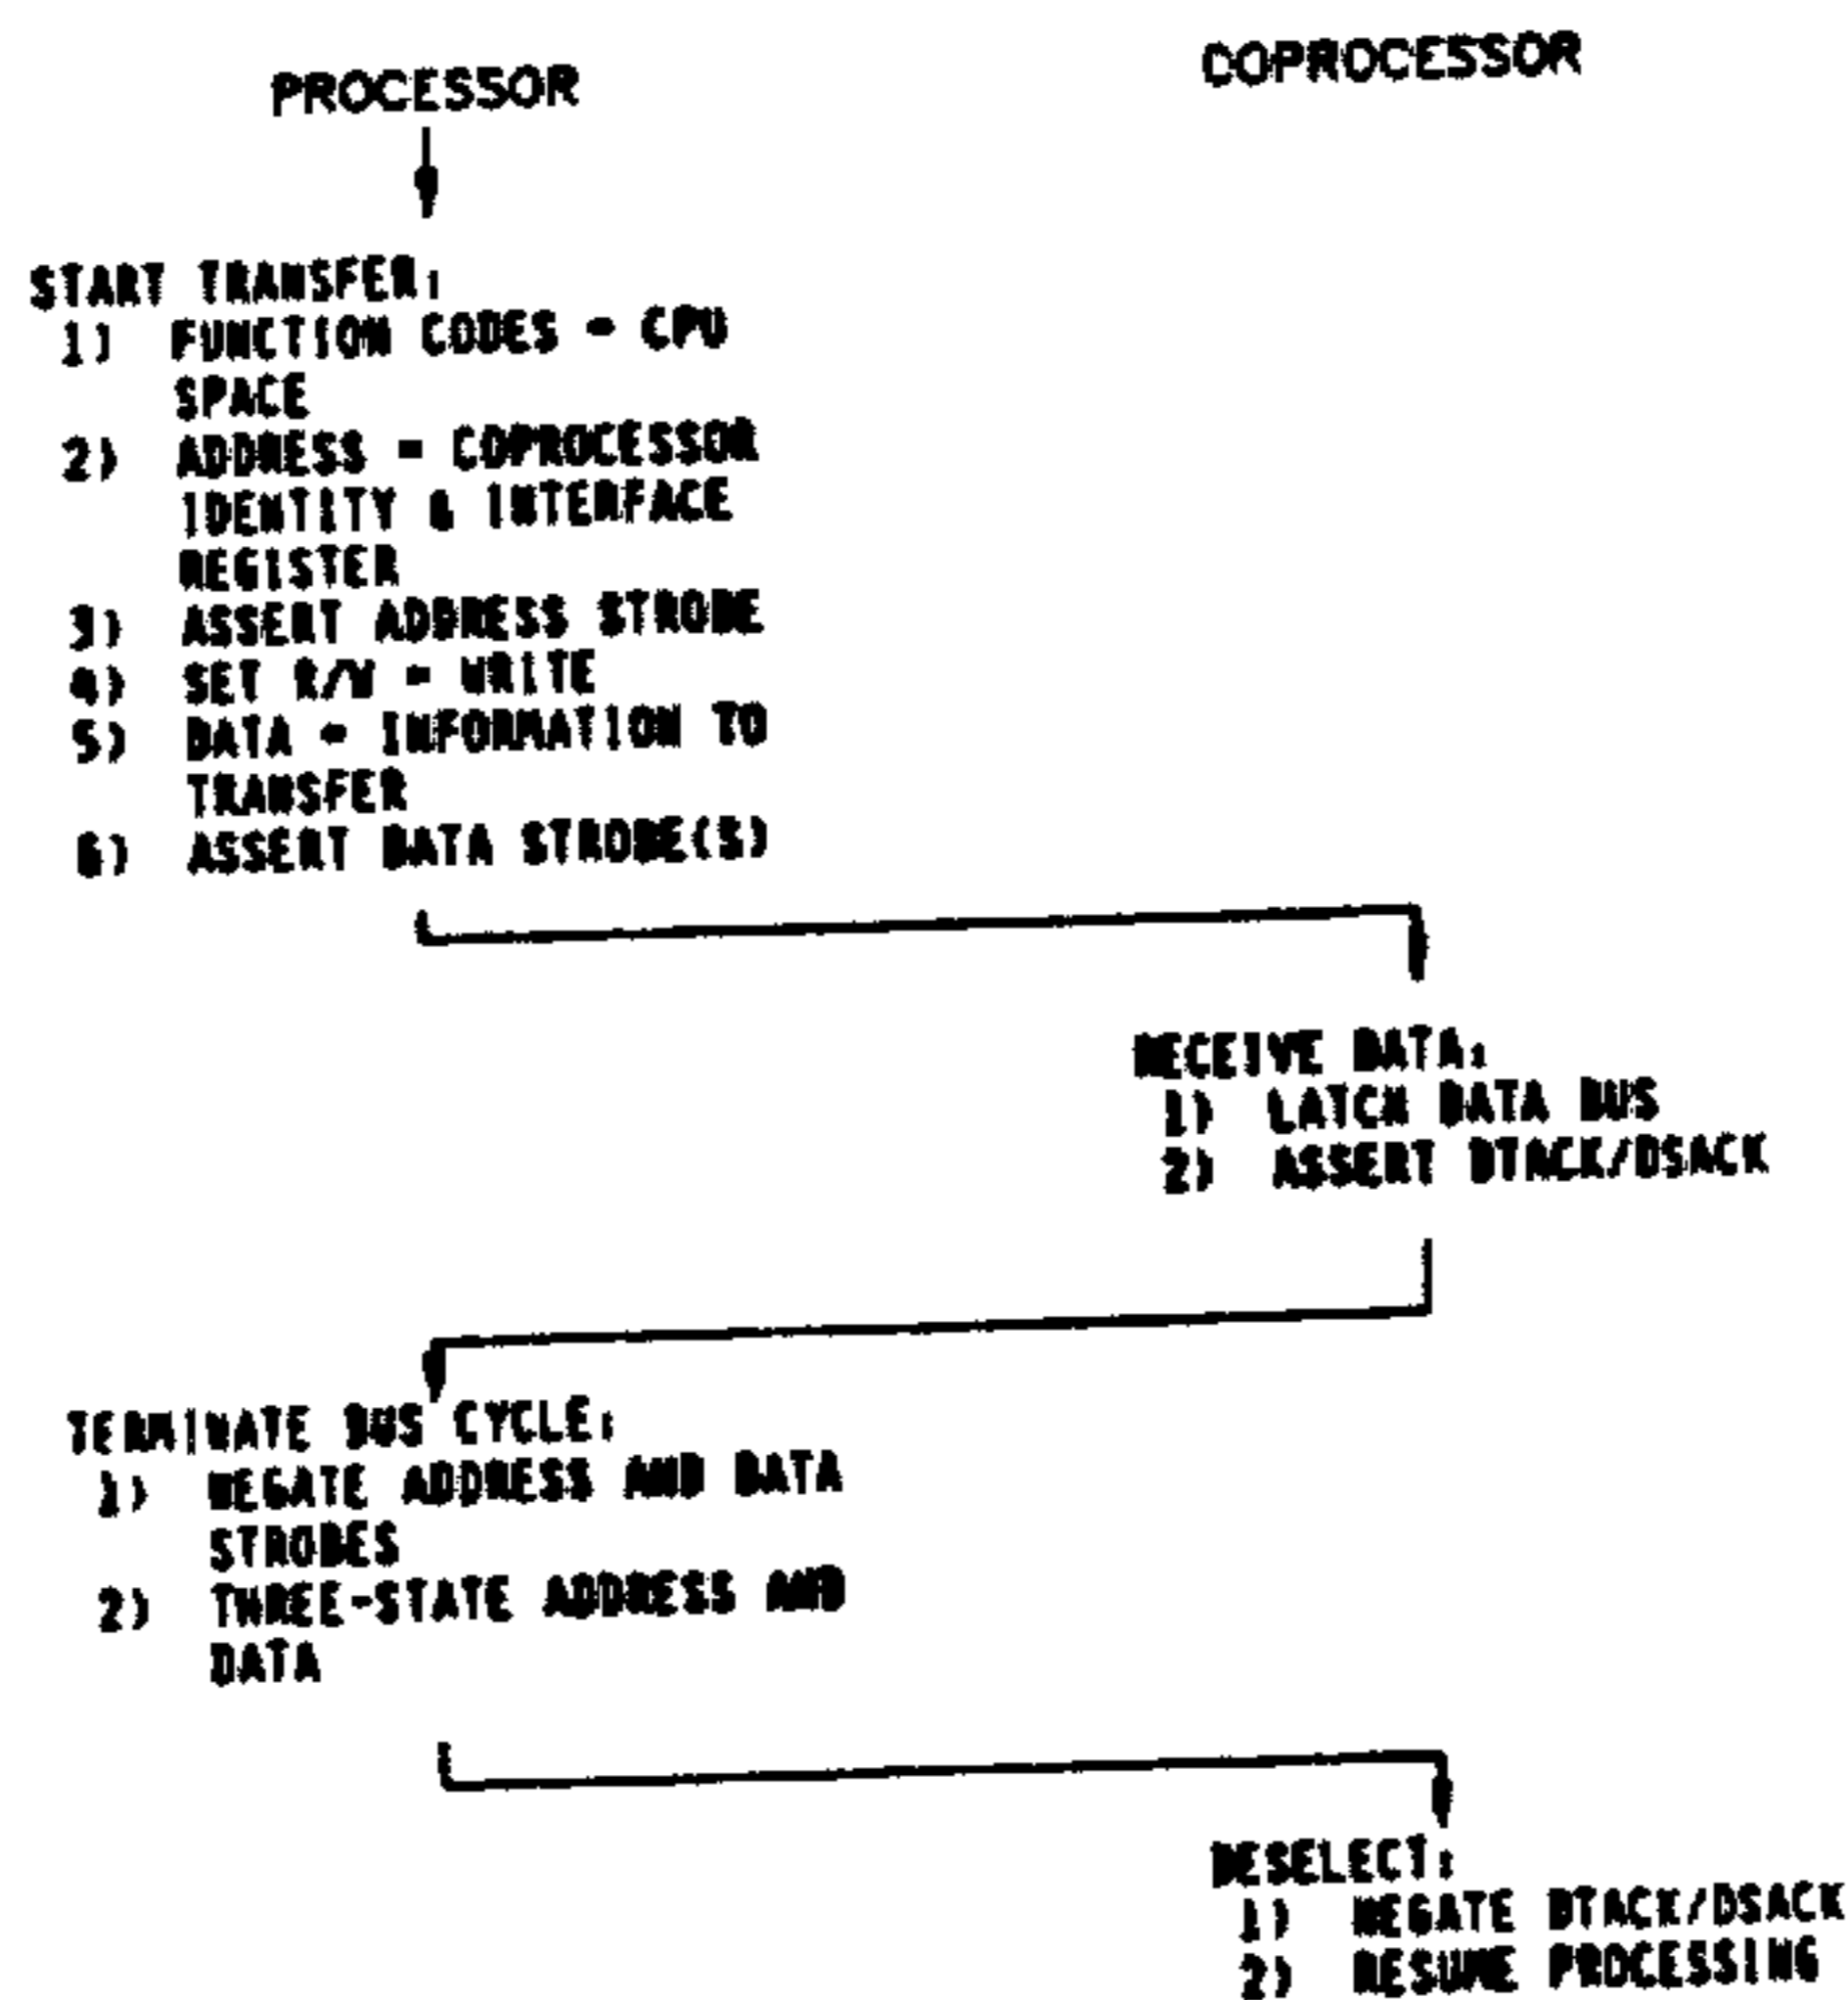 PROCESSOR
COPROCESSOR
START TRANSFER:
1) FUNCTION CODES - CPU
SPACE
2) ADDRESS - COPROCESSOR
IDENTITY & INTERFACE
REGISTER
3) ASSERT ADDRESS STROBE
4) SET R/W - WRITE
5) DATA - INFORMATION TO
TRANSFER
6) ASSERT DATA STROBE(S)
RECEIVE DATA:
1) LATCH DATA BUS
2) ASSERT DTACK/DSACK
TERMINATE BUS CYCLE:
1) NEGATE ADDRESS AND DATA
STROBES
2) THREE-STATE ADDRESS AND
DATA
DESELECT:
1) NEGATE DTACK/DSACK
2) RESUME PROCESSING